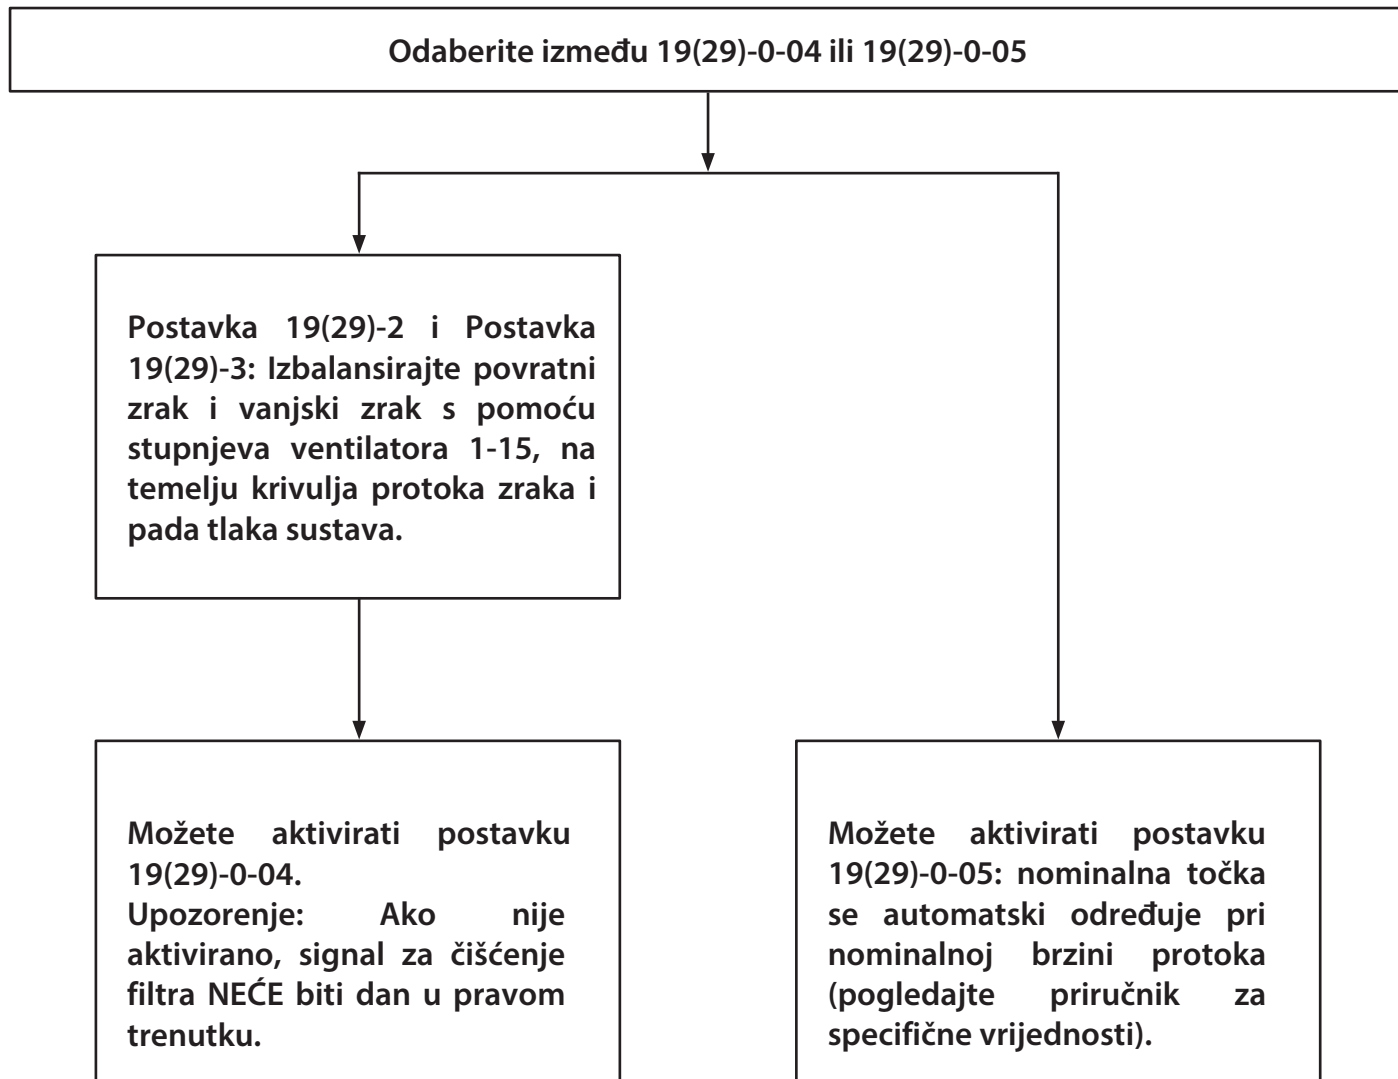 Odaberite između 19(29)-0-04 ili 19(29)-0-05
Postavka 19(29)-2 i Postavka
19(29)-3: Izbalansirajte povratni
zrak i vanjski zrak s pomoću
stupnjeva ventilatora 1-15, na
temelju krivulja protoka zraka i
pada tlaka sustava.
Možete aktivirati postavku
19(29)-0-04.
Upozorenje: Ako nije
aktivirano, signal za čišćenje
filtra NEĆE biti dan u pravom
trenutku.
Možete aktivirati postavku
19(29)-0-05: nominalna točka
se automatski određuje pri
nominalnoj brzini protoka
(pogledajte priručnik za
specifične vrijednosti).